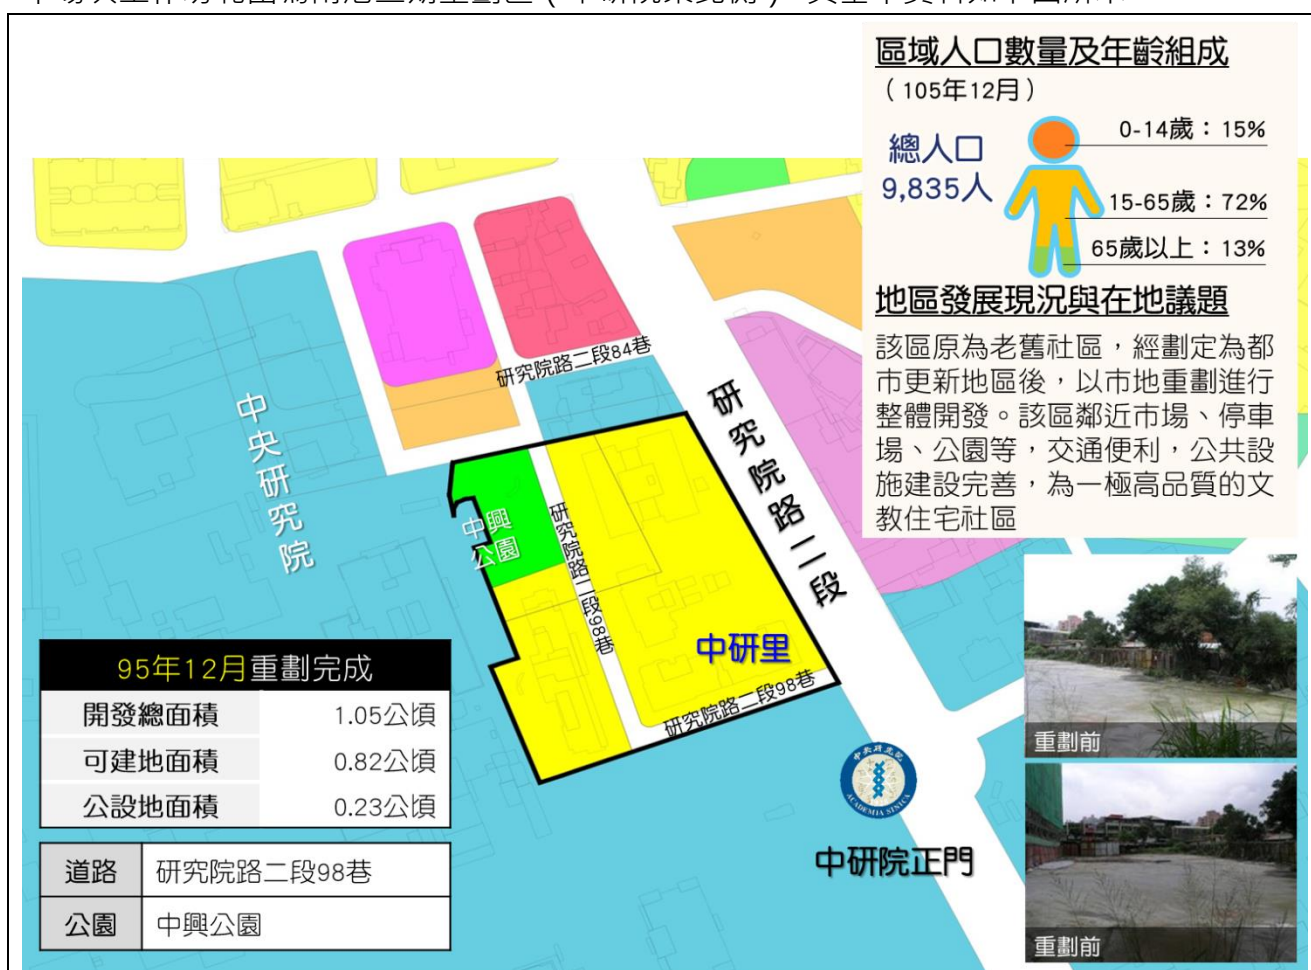 區域人口數量及年齡組成
（105年12月）
總人口
9,835人
0-14歲：15%
15-65歲：72%
65歲以上：13%
地區發展現況與在地議題
該區原為老舊社區，經劃定為都
市更新地區後，以市地重劃進行
整體開發。該區鄰近市場、停車
場、公園等，交通便利，公共設
施建設完善，為一極高品質的文
教住宅社區
研究院路二段84巷
中央研究院
研究院路二段
中興
公園
研究院路二段98巷
中研里
研究院路二段98巷
95年12月重劃完成
開發總面積 1.05公頃
可建地面積 0.82公頃
公設地面積 0.23公頃
道路 研究院路二段98巷
公園 中興公園
中央研究院
ACADEMIA SINICA
中研院正門
重劃前
重劃前